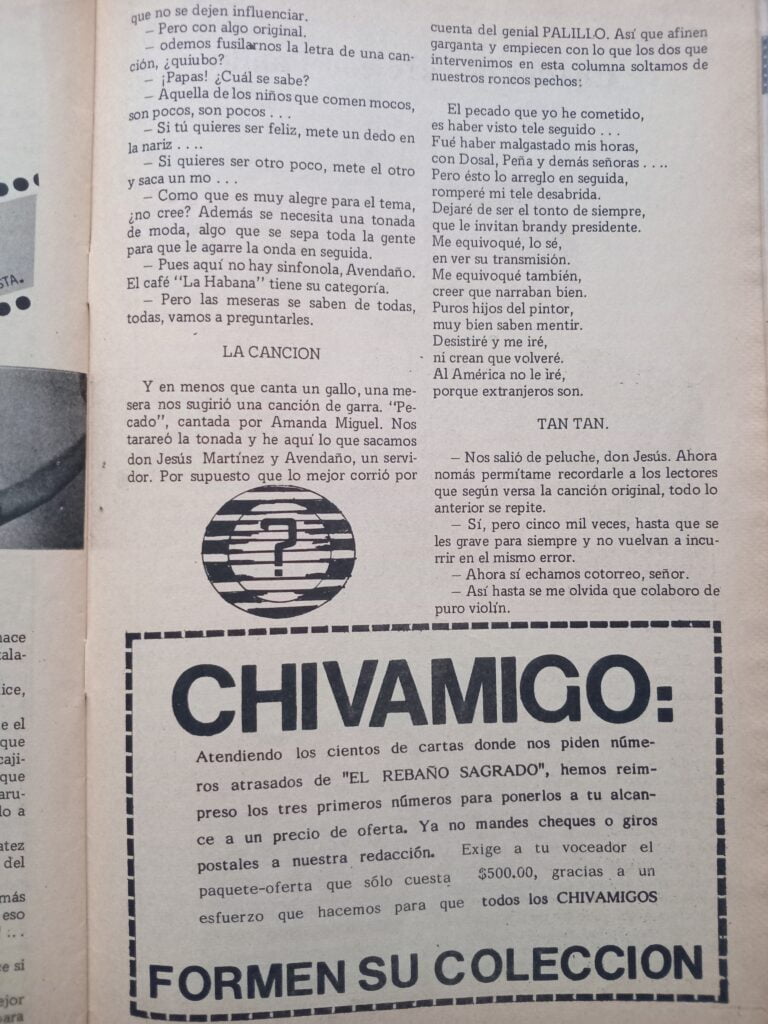 que no se dejen influenciar.
— Pero con algo original.
— odemos fusilarnos la letra de una can-
ción, ¿quiubo?
— ¡Papas! ¿Cuál se sabe?
— Aquella de los niños que comen mocos,
son pocos, son pocos . . .
— Si tú quieres ser feliz, mete un dedo en
la nariz . . . .
— Si quieres ser otro poco, mete el otro
y saca un mo . . .
— Como que es muy alegre para el tema,
¿no cree? Además se necesita una tonada
de moda, algo que se sepa toda la gente
para que le agarre la onda en seguida.
— Pues aquí no hay sinfonola, Avendaño.
El café "La Habana" tiene su categoría.
— Pero las meseras se saben de todas,
todas, vamos a preguntarles.
LA CANCION
Y en menos que canta un gallo, una me-
sera nos sugirió una canción de garra. "Pe-
cado", cantada por Amanda Miguel. Nos
tarareó la tonada y he aquí lo que sacamos
don Jesús Martínez y Avendaño, un servi-
dor. Por supuesto que lo mejor corrió por
?
cuenta del genial PALILLO. Así que afinen
garganta y empiecen con lo que los dos que
intervenimos en esta columna soltamos de
nuestros roncos pechos:
El pecado que yo he cometido,
es haber visto tele seguido . . .
Fué haber malgastado mis horas,
con Dosal, Peña y demás señoras . . . .
Pero ésto lo arreglo en seguida,
romperé mi tele desabrida.
Dejaré de ser el tonto de siempre,
que le invitan brandy presidente.
Me equivoqué, lo sé,
en ver su transmisión.
Me equivoqué también,
creer que narraban bien.
Puros hijos del pintor,
muy bien saben mentir.
Desistiré y me iré,
ni crean que volveré.
Al América no le iré,
porque extranjeros son.
TAN TAN.
— Nos salió de peluche, don Jesús. Ahora
nomás permítame recordarle a los lectores
que según versa la canción original, todo lo
anterior se repite.
— Sí, pero cinco mil veces, hasta que se
les grave para siempre y no vuelvan a incu-
rrir en el mismo error.
— Ahora sí echamos cotorreo, señor.
— Así hasta se me olvida que colaboro de
puro violín.
CHIVAMIGO:
Atendiendo los cientos de cartas donde nos piden núme-
ros atrasados de "EL REBAÑO SAGRADO", hemos reim-
preso los tres primeros números para ponerlos a tu alcan-
ce a un precio de oferta. Ya no mandes cheques o giros
postales a nuestra redacción. Exige a tu voceador el
paquete-oferta que sólo cuesta $500.00, gracias a un
esfuerzo que hacemos para que todos los CHIVAMIGOS
FORMEN SU COLECCION